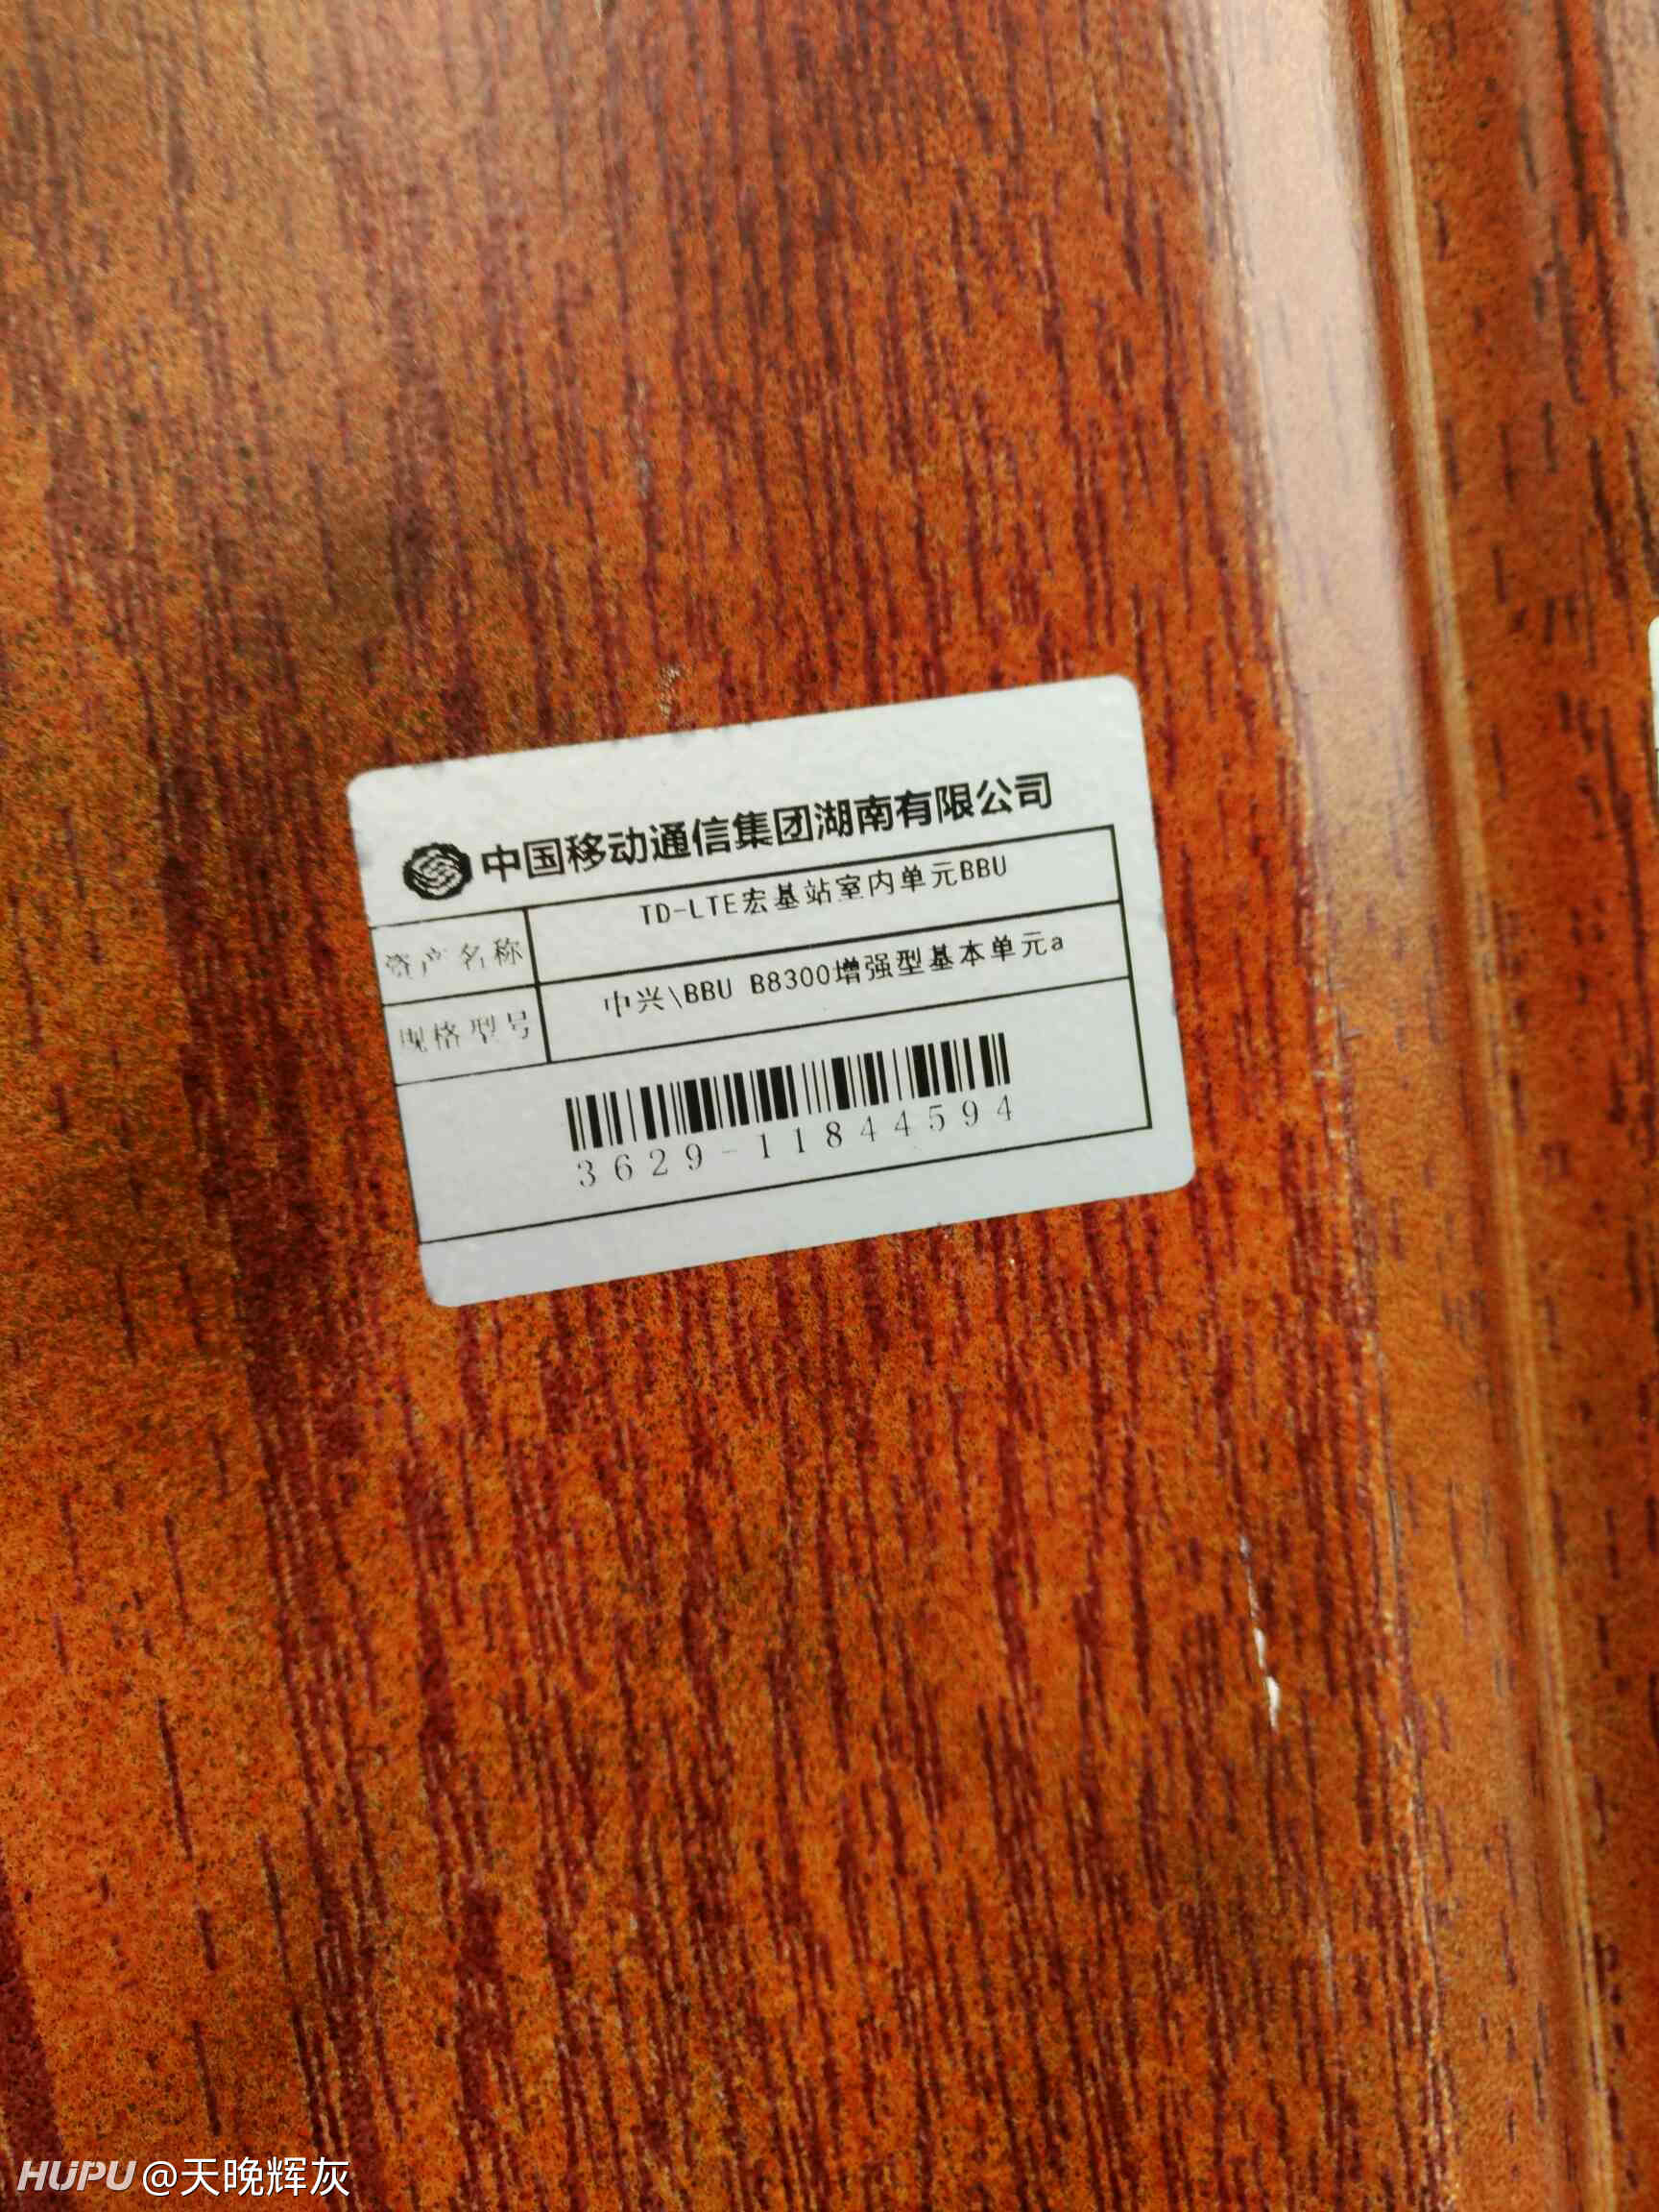 中国移动通信集团湖南有限公司
资产名称 TD-LTE宏基站室内单元BBU
规格型号 中兴\BBU B8300增强型基本单元a
3629-11844594
HUPU@天晚辉灰